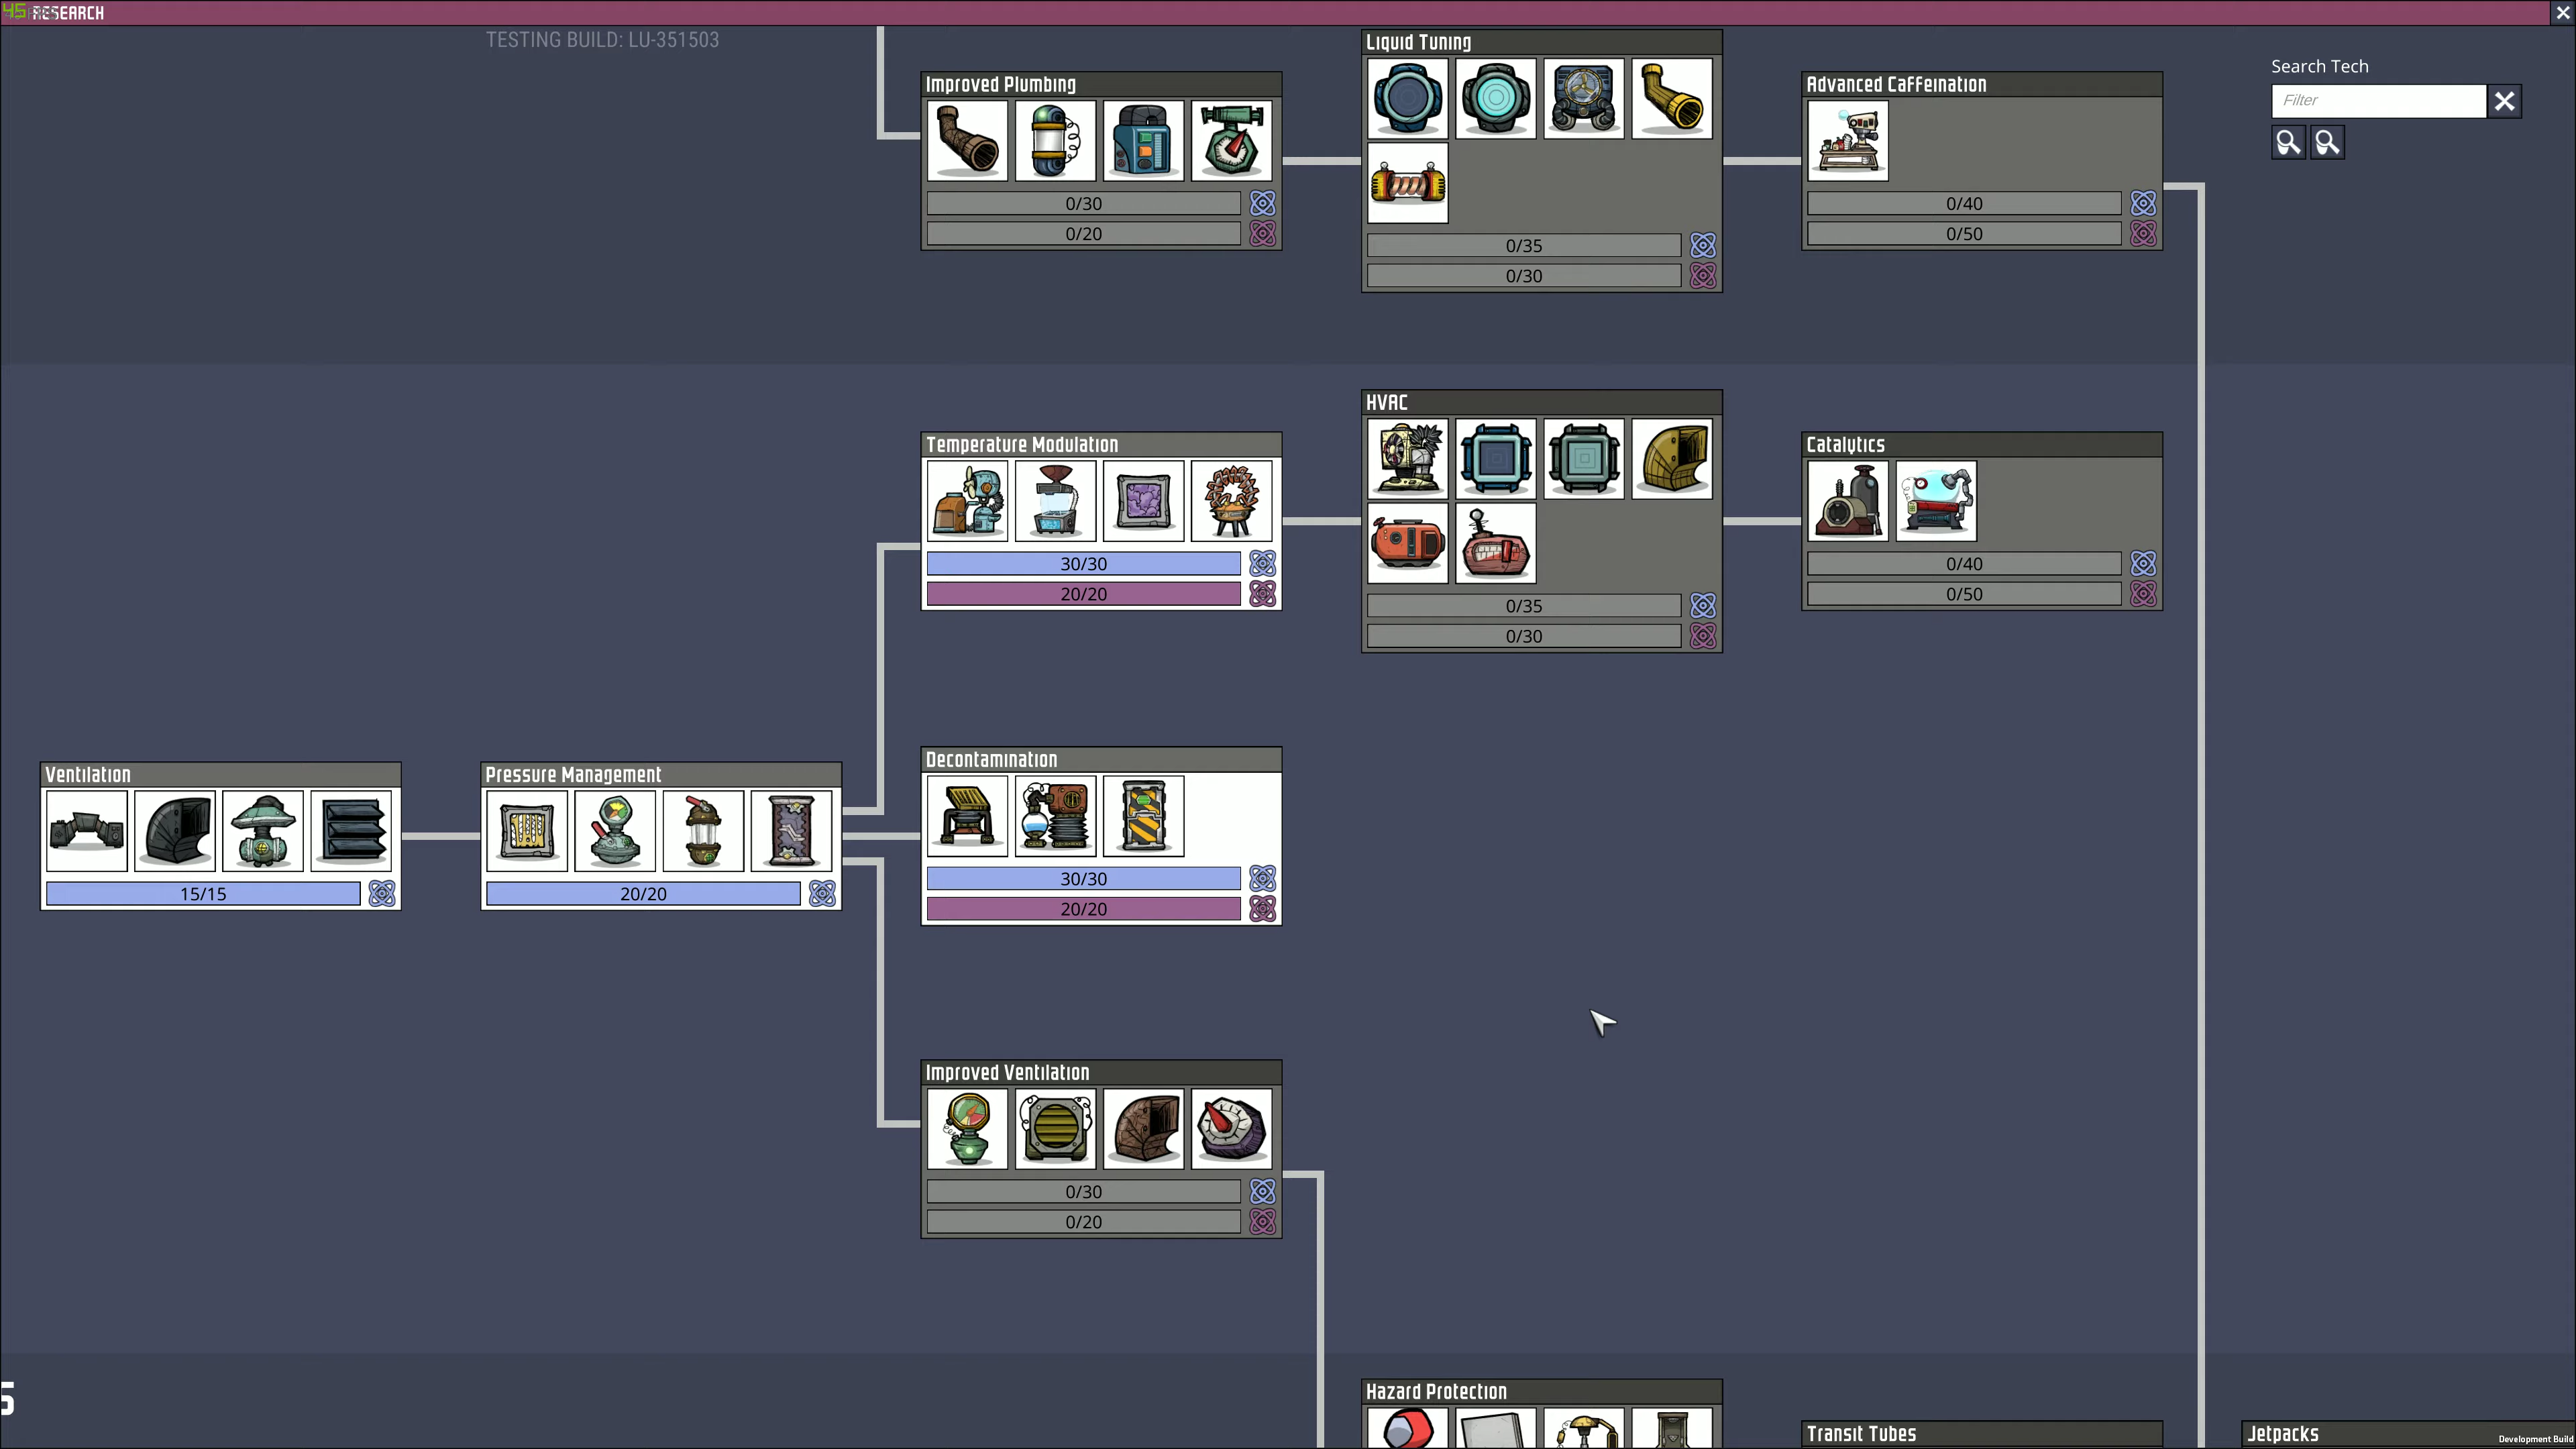 45 FPS
RESEARCH
TESTING BUILD: LU-351503
Search Tech
Filter
Improved Plumbing
0/30
0/20
Liquid Tuning
0/35
0/30
Advanced Caffeination
0/40
0/50
Temperature Modulation
30/30
20/20
HVAC
0/35
0/30
Catalytics
0/40
0/50
Ventilation
15/15
Pressure Management
20/20
Decontamination
30/30
20/20
Improved Ventilation
0/30
0/20
Hazard Protection
Transit Tubes
Jetpacks
Development Build